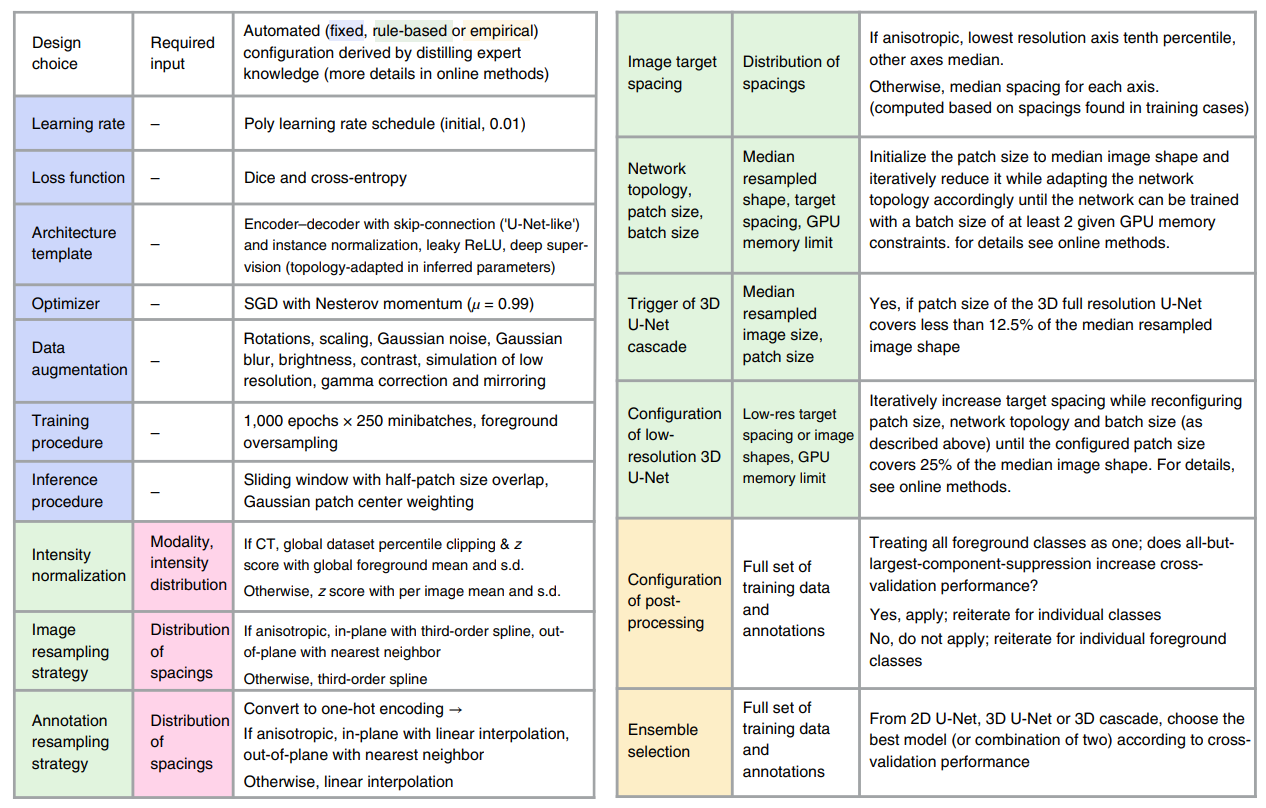 Design
choice
Required
input
Automated (fixed, rule-based or empirical)
configuration derived by distilling expert
knowledge (more details in online methods)
Learning rate
–
Poly learning rate schedule (initial, 0.01)
Loss function
–
Dice and cross-entropy
Architecture
template
–
Encoder–decoder with skip-connection ('U-Net-like')
and instance normalization, leaky ReLU, deep super-
vision (topology-adapted in inferred parameters)
Optimizer
–
SGD with Nesterov momentum (μ = 0.99)
Data
augmentation
–
Rotations, scaling, Gaussian noise, Gaussian
blur, brightness, contrast, simulation of low
resolution, gamma correction and mirroring
Training
procedure
–
1,000 epochs × 250 minibatches, foreground
oversampling
Inference
procedure
–
Sliding window with half-patch size overlap,
Gaussian patch center weighting
Intensity
normalization
Modality,
intensity
distribution
If CT, global dataset percentile clipping & z
score with global foreground mean and s.d.
Otherwise, z score with per image mean and s.d.
Image
resampling
strategy
Distribution
of
spacings
If anisotropic, in-plane with third-order spline, out-
of-plane with nearest neighbor
Otherwise, third-order spline
Annotation
resampling
strategy
Distribution
of
spacings
Convert to one-hot encoding →
If anisotropic, in-plane with linear interpolation,
out-of-plane with nearest neighbor
Otherwise, linear interpolation
Image target
spacing
Distribution of
spacings
If anisotropic, lowest resolution axis tenth percentile,
other axes median.
Otherwise, median spacing for each axis.
(computed based on spacings found in training cases)
Network
topology,
patch size,
batch size
Median
resampled
shape, target
spacing, GPU
memory limit
Initialize the patch size to median image shape and
iteratively reduce it while adapting the network
topology accordingly until the network can be trained
with a batch size of at least 2 given GPU memory
constraints. for details see online methods.
Trigger of 3D
U-Net
cascade
Median
resampled
image size,
patch size
Yes, if patch size of the 3D full resolution U-Net
covers less than 12.5% of the median resampled
image shape
Configuration
of low-
resolution 3D
U-Net
Low-res target
spacing or image
shapes, GPU
memory limit
Iteratively increase target spacing while reconfiguring
patch size, network topology and batch size (as
described above) until the configured patch size
covers 25% of the median image shape. For details,
see online methods.
Configuration
of post-
processing
Full set of
training data
and
annotations
Treating all foreground classes as one; does all-but-
largest-component-suppression increase cross-
validation performance?
Yes, apply; reiterate for individual classes
No, do not apply; reiterate for individual foreground
classes
Ensemble
selection
Full set of
training data
and
annotations
From 2D U-Net, 3D U-Net or 3D cascade, choose the
best model (or combination of two) according to cross-
validation performance